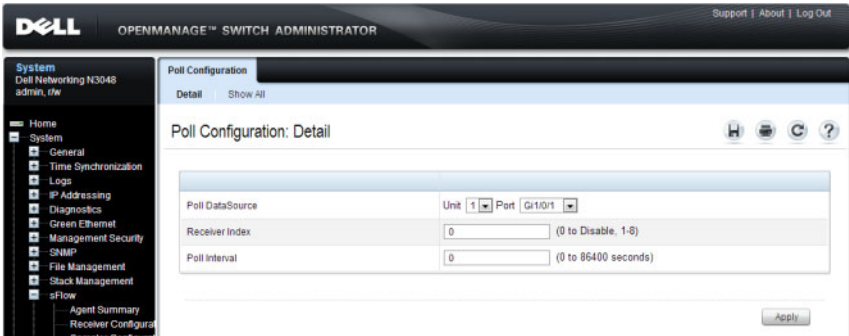 Support | About | Log Out
DELL OPENMANAGE™ SWITCH ADMINISTRATOR
System
Dell Networking N3048
admin, r/w
Home
System
General
Time Synchronization
Logs
IP Addressing
Diagnostics
Green Ethernet
Management Security
SNMP
File Management
Stack Management
sFlow
Agent Summary
Receiver Configurat
Poll Configuration
Detail Show All
Poll Configuration: Detail
Poll DataSource Unit 1 Port Gi1/0/1
Receiver Index 0 (0 to Disable, 1-8)
Poll Interval 0 (0 to 86400 seconds)
Apply